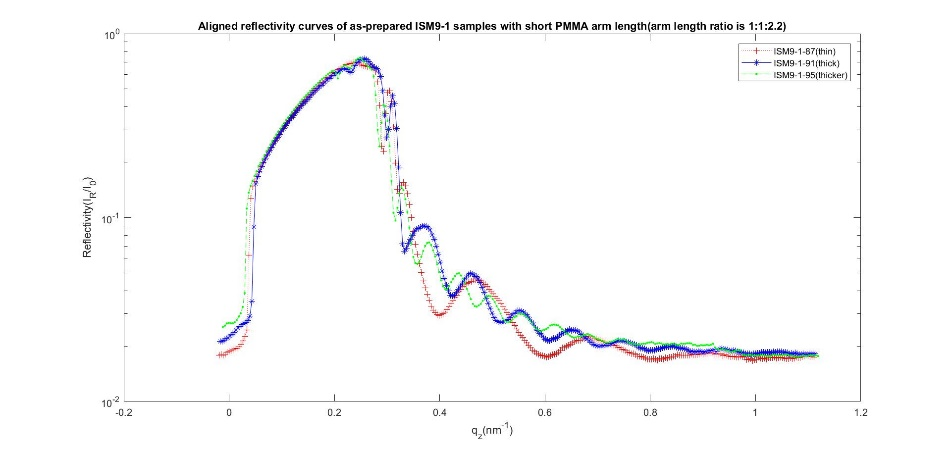 Aligned reflectivity curves of as-prepared ISM9-1 samples with short PMMA arm length(arm length ratio is 1:1:2.2)
10^0
ISM9-1-87(thin)
ISM9-1-91(thick)
ISM9-1-95(thicker)
Reflectivity(I_R/I_0)
10^-1
10^-2
-0.2 0 0.2 0.4 0.6 0.8 1 1.2
q_z(nm^-1)